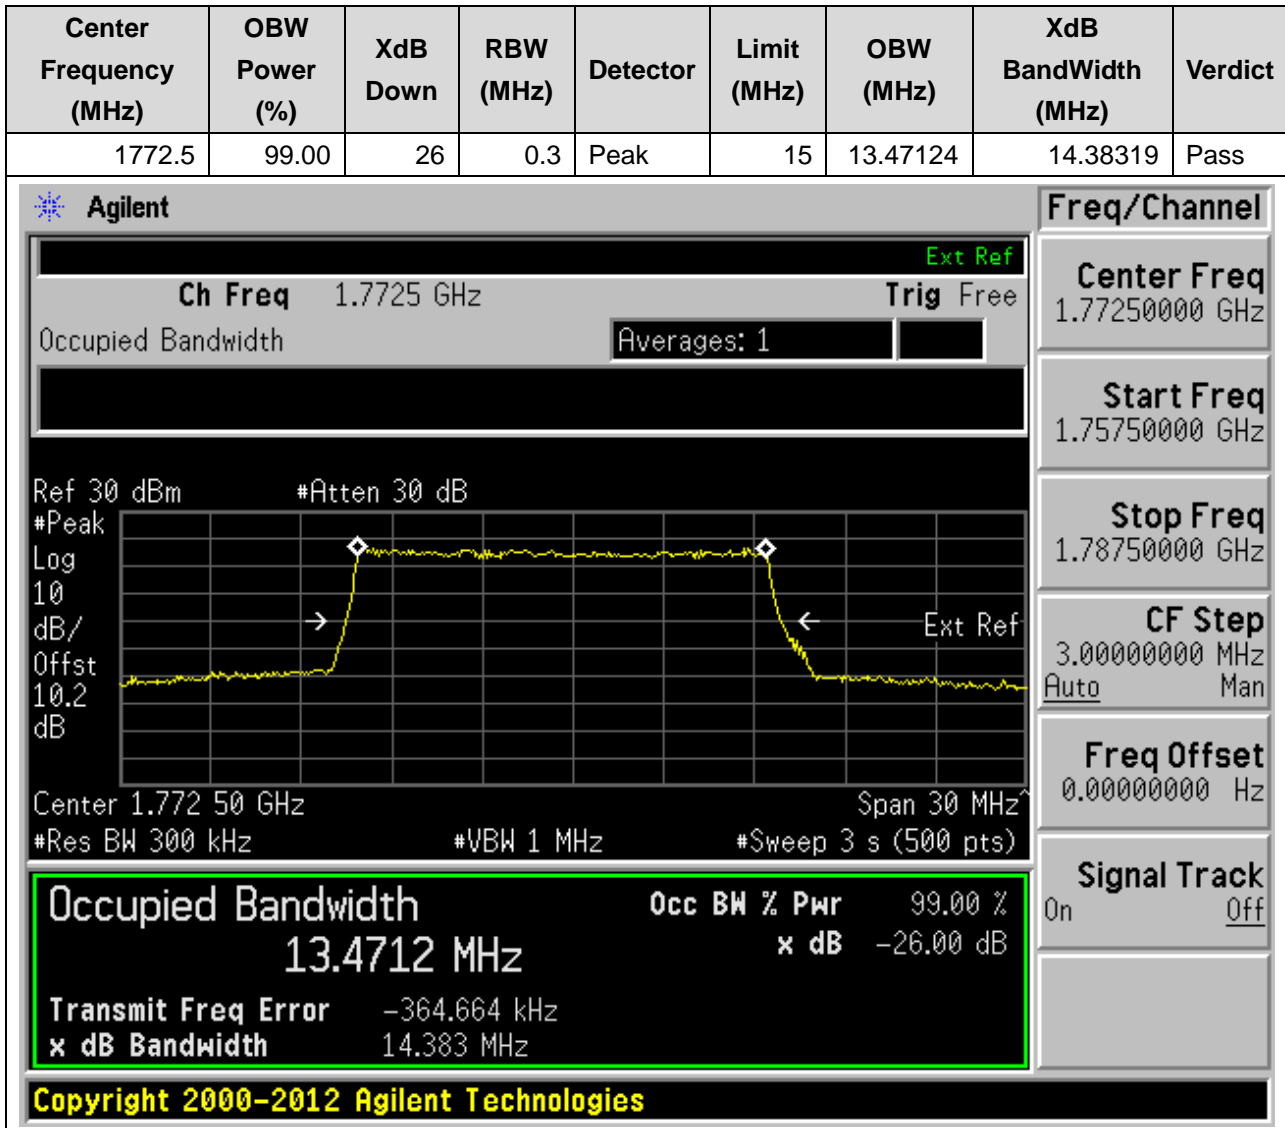 Center Frequency (MHz) OBW Power (%) XdB Down RBW (MHz) Detector Limit (MHz) OBW (MHz) XdB BandWidth (MHz) Verdict
1772.5 99.00 26 0.3 Peak 15 13.47124 14.38319 Pass
Agilent
Freq/Channel
Ext Ref
Ch Freq 1.7725 GHz Trig Free
Occupied Bandwidth Averages: 1
Center Freq
1.77250000 GHz
Start Freq
1.75750000 GHz
Stop Freq
1.78750000 GHz
CF Step
3.00000000 MHz
Auto Man
Freq Offset
0.00000000 Hz
Signal Track
On Off
Ref 30 dBm #Atten 30 dB
#Peak
Log
10
dB/
Offst
10.2
dB
Ext Ref
Center 1.772 50 GHz Span 30 MHz^
#Res BW 300 kHz #VBW 1 MHz #Sweep 3 s (500 pts)
Occupied Bandwidth
13.4712 MHz
Occ BW % Pwr 99.00 %
x dB -26.00 dB
Transmit Freq Error -364.664 kHz
x dB Bandwidth 14.383 MHz
Copyright 2000-2012 Agilent Technologies